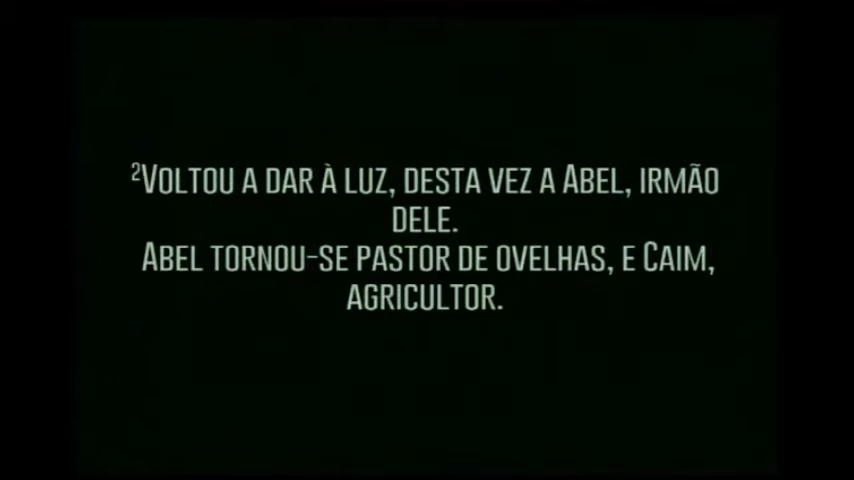 ²Voltou a dar à luz, desta vez a Abel, irmão
dele.
Abel tornou-se pastor de ovelhas, e Caim,
agricultor.